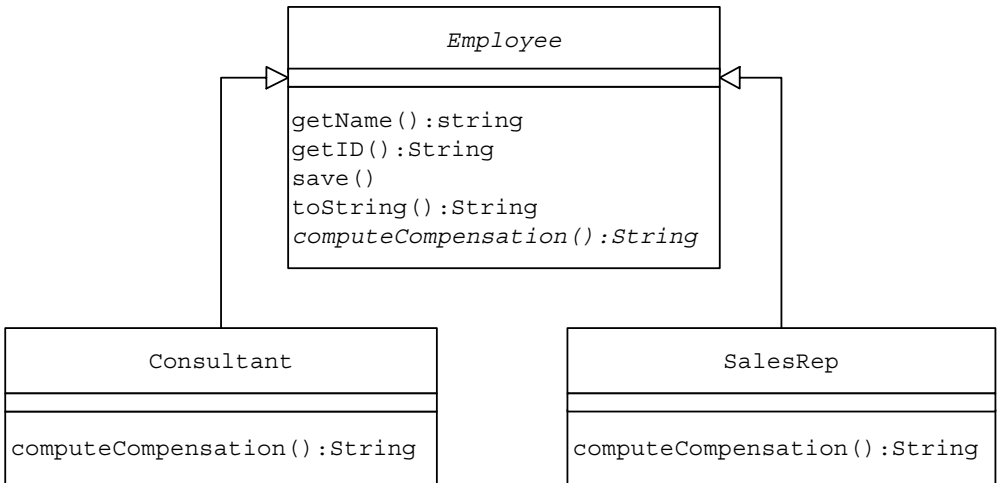 Employee
getName():string
getID():String
save()
toString():String
computeCompensation():String
Consultant
computeCompensation():String
SalesRep
computeCompensation():String